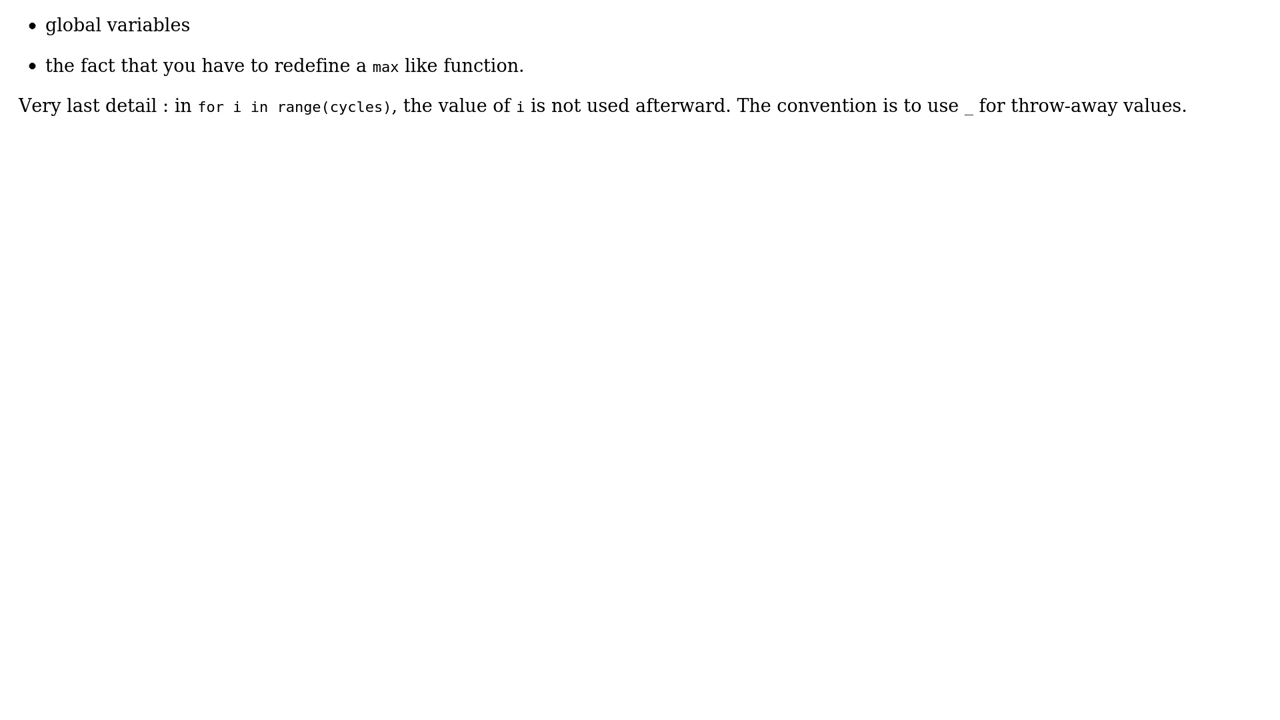 • global variables
• the fact that you have to redefine a max like function.
Very last detail : in for i in range(cycles), the value of i is not used afterward. The convention is to use _ for throw-away values.